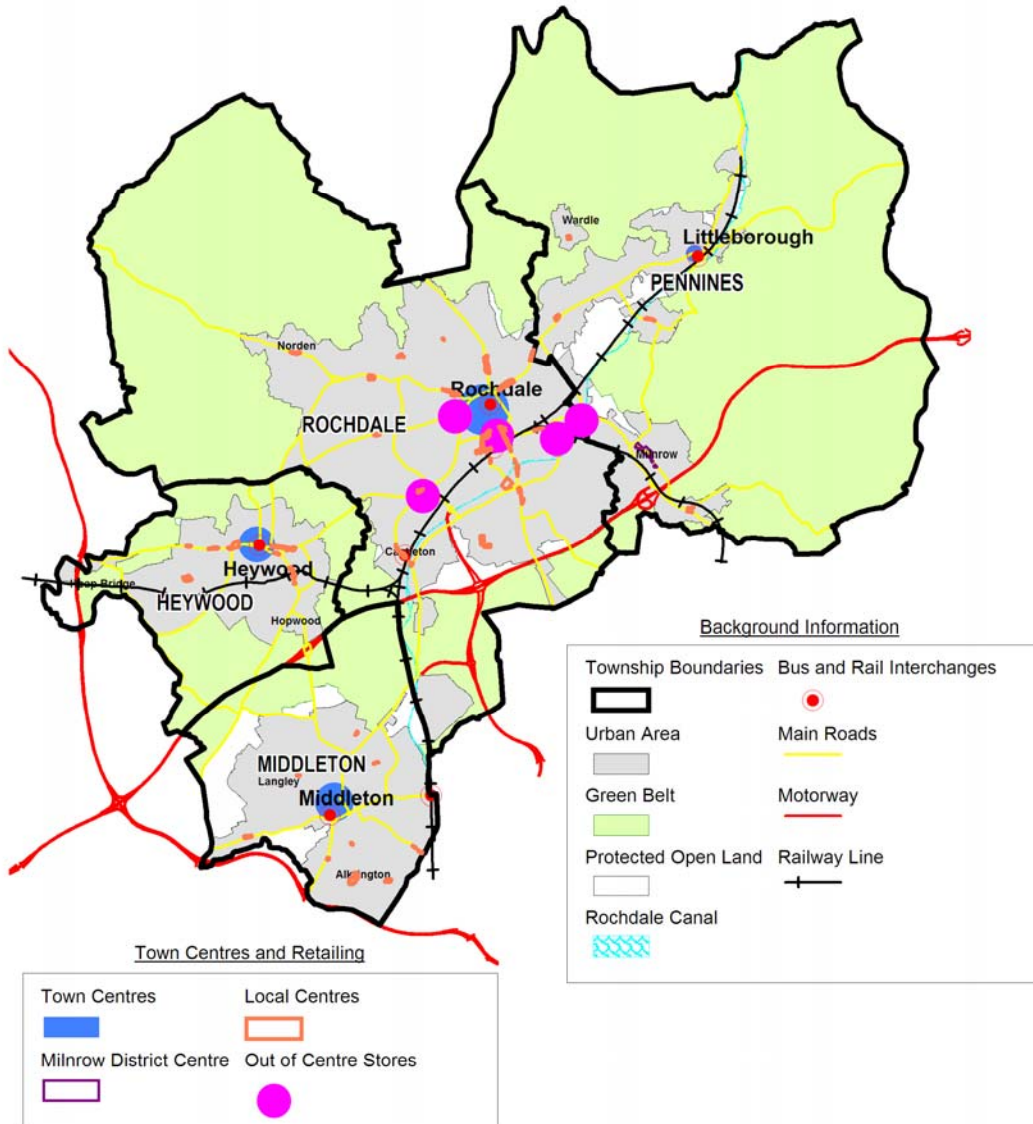 Wardle
Littleborough
PENNINES
Norden
Rochdale
ROCHDALE
Milnrow
Castleton
Heywood
Heap Bridge
HEYWOOD
Hopwood
MIDDLETON
Langley
Middleton
Alkrington
Background Information
Township Boundaries Bus and Rail Interchanges
Urban Area Main Roads
Green Belt Motorway
Protected Open Land Railway Line
Rochdale Canal
Town Centres and Retailing
Town Centres Local Centres
Milnrow District Centre Out of Centre Stores